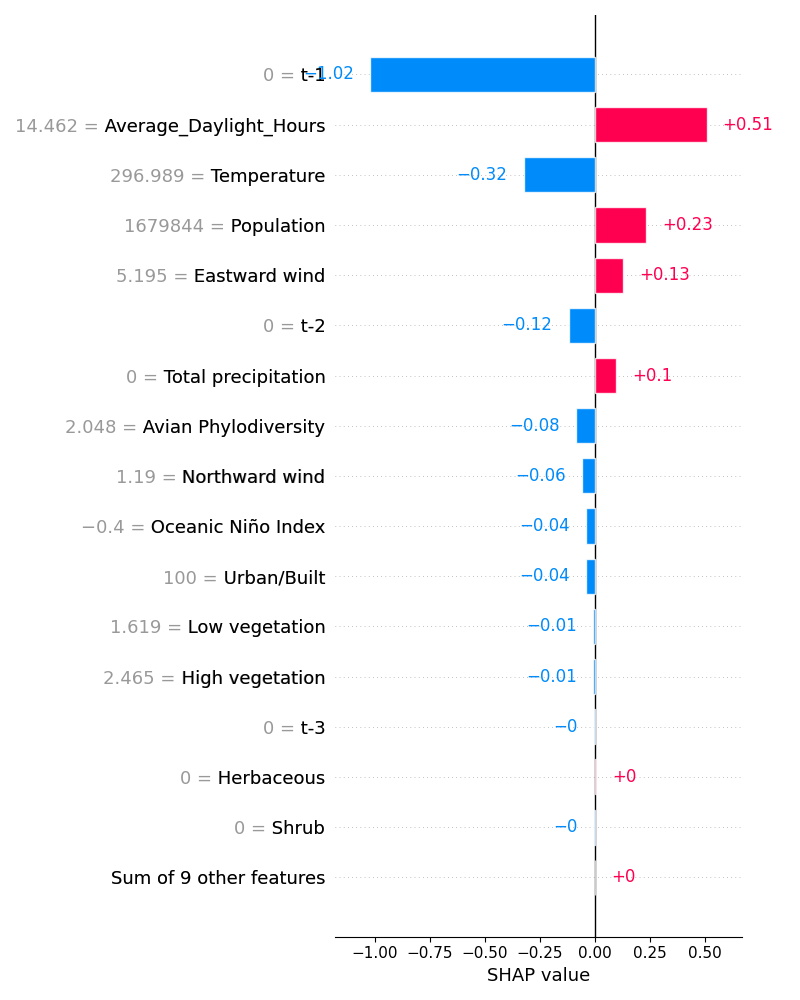 0 = t-1 −1.02
14.462 = Average_Daylight_Hours +0.51
296.989 = Temperature −0.32
1679844 = Population +0.23
5.195 = Eastward wind +0.13
0 = t-2 −0.12
0 = Total precipitation +0.1
2.048 = Avian Phylodiversity −0.08
1.19 = Northward wind −0.06
−0.4 = Oceanic Niño Index −0.04
100 = Urban/Built −0.04
1.619 = Low vegetation −0.01
2.465 = High vegetation −0.01
0 = t-3 −0
0 = Herbaceous +0
0 = Shrub −0
Sum of 9 other features +0
−1.00 −0.75 −0.50 −0.25 0.00 0.25 0.50
SHAP value